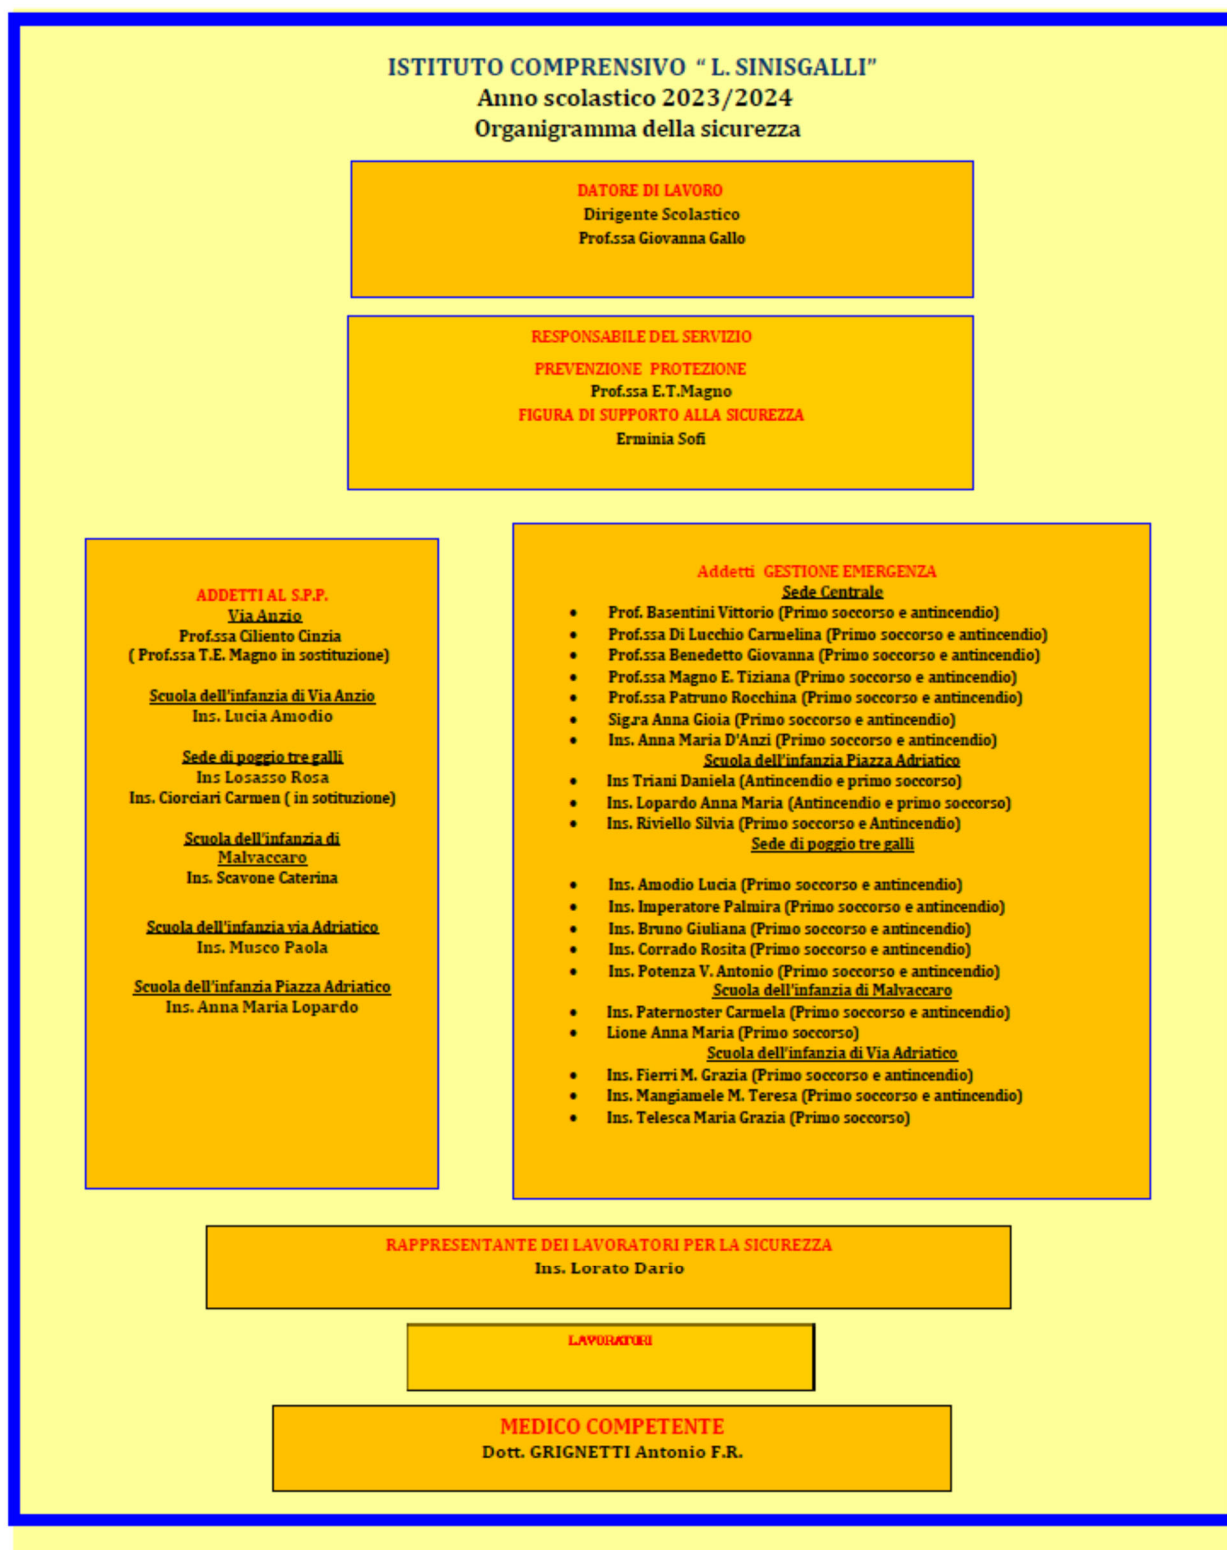 ISTITUTO COMPRENSIVO “ L. SINISGALLI”
Anno scolastico 2023/2024
Organigramma della sicurezza
DATORE DI LAVORO
Dirigente Scolastico
Prof.ssa Giovanna Gallo
RESPONSABILE DEL SERVIZIO
PREVENZIONE PROTEZIONE
Prof.ssa E.T.Magno
FIGURA DI SUPPORTO ALLA SICUREZZA
Erminia Sofi
ADDETTI AL S.P.P.
Via Anzio
Prof.ssa Ciliento Cinzia
( Prof.ssa T.E. Magno in sostituzione)
Scuola dell'infanzia di Via Anzio
Ins. Lucia Amodio
Sede di poggio tre galli
Ins Losasso Rosa
Ins. Ciorciari Carmen ( in sotituzione)
Scuola dell'infanzia di
Malvaccaro
Ins. Scavone Caterina
Scuola dell'infanzia via Adriatico
Ins. Musco Paola
Scuola dell'infanzia Piazza Adriatico
Ins. Anna Maria Lopardo
Addetti GESTIONE EMERGENZA
Sede Centrale
• Prof. Basentini Vittorio (Primo soccorso e antincendio)
• Prof.ssa Di Lucchio Carmelina (Primo soccorso e antincendio)
• Prof.ssa Benedetto Giovanna (Primo soccorso e antincendio)
• Prof.ssa Magno E. Tiziana (Primo soccorso e antincendio)
• Prof.ssa Patruno Rocchina (Primo soccorso e antincendio)
• Sig.ra Anna Gioia (Primo soccorso e antincendio)
• Ins. Anna Maria D'Anzi (Primo soccorso e antincendio)
Scuola dell'infanzia Piazza Adriatico
• Ins Triani Daniela (Antincendio e primo soccorso)
• Ins. Lopardo Anna Maria (Antincendio e primo soccorso)
• Ins. Riviello Silvia (Primo soccorso e Antincendio)
Sede di poggio tre galli
• Ins. Amodio Lucia (Primo soccorso e antincendio)
• Ins. Imperatore Palmira (Primo soccorso e antincendio)
• Ins. Bruno Giuliana (Primo soccorso e antincendio)
• Ins. Corrado Rosita (Primo soccorso e antincendio)
• Ins. Potenza V. Antonio (Primo soccorso e antincendio)
Scuola dell'infanzia di Malvaccaro
• Ins. Paternoster Carmela (Primo soccorso e antincendio)
• Lione Anna Maria (Primo soccorso)
Scuola dell'infanzia di Via Adriatico
• Ins. Fierri M. Grazia (Primo soccorso e antincendio)
• Ins. Mangiamele M. Teresa (Primo soccorso e antincendio)
• Ins. Telesca Maria Grazia (Primo soccorso)
RAPPRESENTANTE DEI LAVORATORI PER LA SICUREZZA
Ins. Lorato Dario
LAVORATORI
MEDICO COMPETENTE
Dott. GRIGNETTI Antonio F.R.